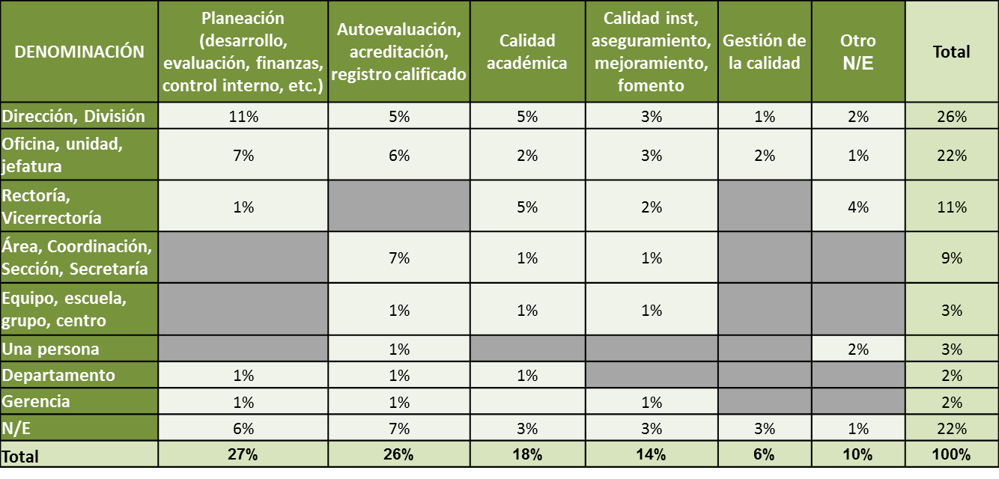 DENOMINACIÓN
Planeación
(desarrollo,
evaluación, finanzas,
control interno, etc.)
Autoevaluación,
acreditación,
registro calificado
Calidad
académica
Calidad inst,
aseguramiento,
mejoramiento,
fomento
Gestión de
la calidad
Otro
N/E
Total
Dirección, División 11% 5% 5% 3% 1% 2% 26%
Oficina, unidad,
jefatura
7% 6% 2% 3% 2% 1% 22%
Rectoría,
Vicerrectoría
1% 5% 2% 4% 11%
Área, Coordinación,
Sección, Secretaría
7% 1% 1% 9%
Equipo, escuela,
grupo, centro
1% 1% 1% 3%
Una persona 1% 2% 3%
Departamento 1% 1% 1% 2%
Gerencia 1% 1% 1% 2%
N/E 6% 7% 3% 3% 3% 1% 22%
Total 27% 26% 18% 14% 6% 10% 100%